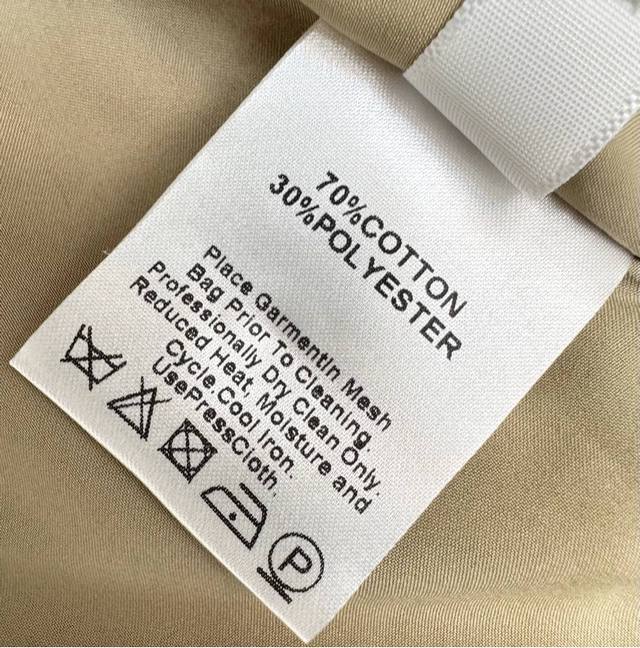 70%COTTON
30%POLYESTER
Place Garmentin Mesh
Bag Prior To Cleaning.
Professionally Dry Clean Only.
Reduced Heat, Moisture and
Cycle.Cool Iron.
UsePressCloth.
P